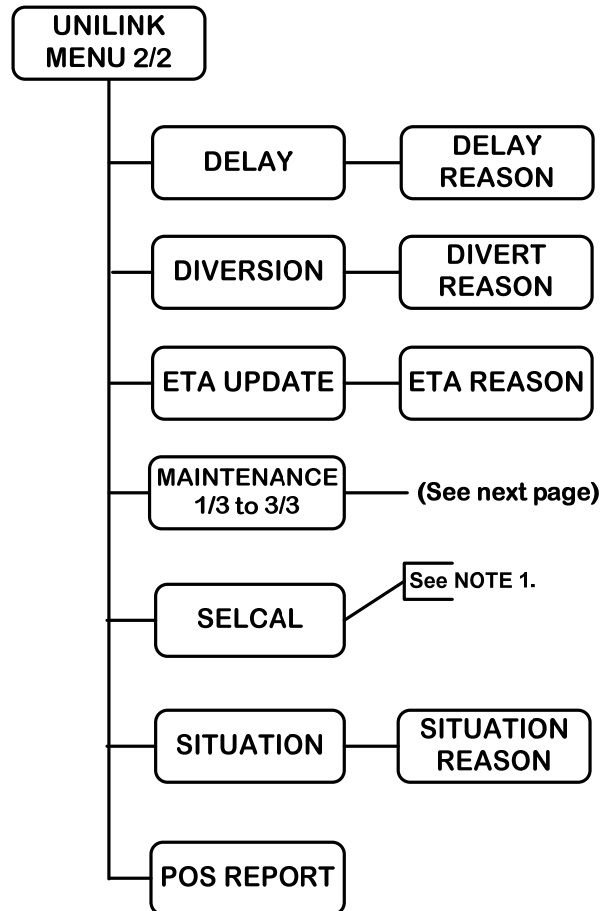 UNILINK
MENU 2/2
DELAY
DELAY
REASON
DIVERSION
DIVERT
REASON
ETA UPDATE
ETA REASON
MAINTENANCE
1/3 to 3/3
(See next page)
SELCAL
See NOTE 1.
SITUATION
SITUATION
REASON
POS REPORT